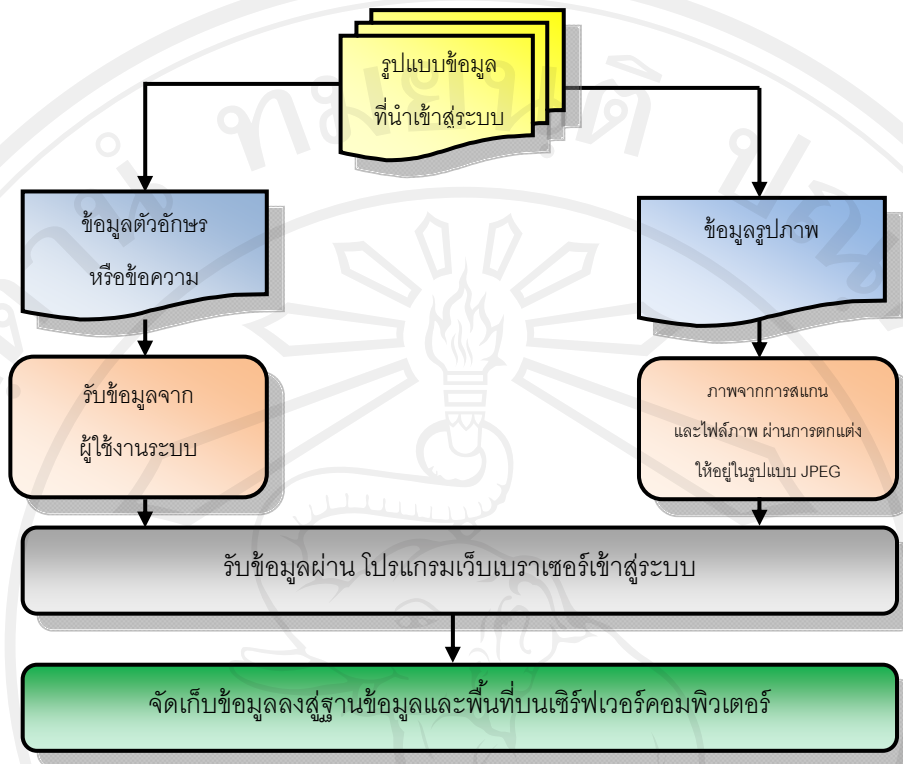 รูปแบบข้อมูล
ที่นำเข้าสู่ระบบ
ข้อมูลตัวอักษร
หรือข้อความ
ข้อมูลรูปภาพ
รับข้อมูลจาก
ผู้ใช้งานระบบ
ภาพจากการสแกน
และไฟล์ภาพ ผ่านการตกแต่ง
ให้อยู่ในรูปแบบ JPEG
รับข้อมูลผ่าน โปรแกรมเว็บเบราเซอร์เข้าสู่ระบบ
จัดเก็บข้อมูลลงสู่ฐานข้อมูลและพื้นที่บนเซิร์ฟเวอร์คอมพิวเตอร์